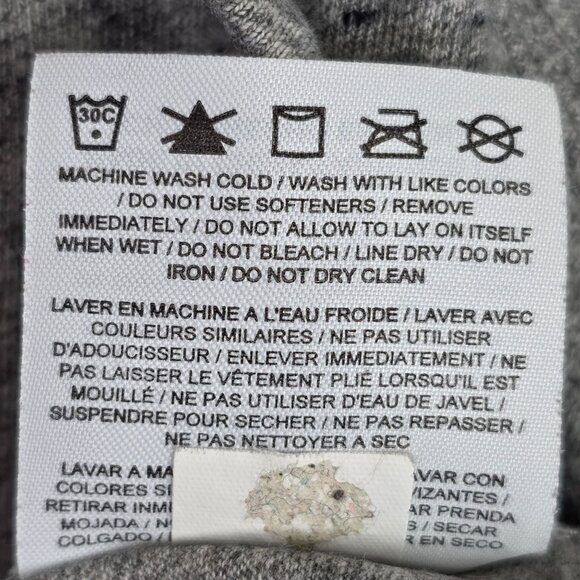 30C
MACHINE WASH COLD / WASH WITH LIKE COLORS
/ DO NOT USE SOFTENERS / REMOVE
IMMEDIATELY / DO NOT ALLOW TO LAY ON ITSELF
WHEN WET / DO NOT BLEACH / LINE DRY / DO NOT
IRON / DO NOT DRY CLEAN
LAVER EN MACHINE A L'EAU FROIDE / LAVER AVEC
COULEURS SIMILAIRES / NE PAS UTILISER
D'ADOUCISSEUR / ENLEVER IMMEDIATEMENT / NE
PAS LAISSER LE VÊTEMENT PLIÉ LORSQU'IL EST
MOUILLÉ / NE PAS UTILISER D'EAU DE JAVEL /
SUSPENDRE POUR SECHER / NE PAS REPASSER /
NE PAS NETTOYER A SEC
LAVAR A AVAR CON
COLORES VIZANTES /
RETIRAR AR PRENDA
MOJADA / / SECAR
COLGADO / AR EN SECO